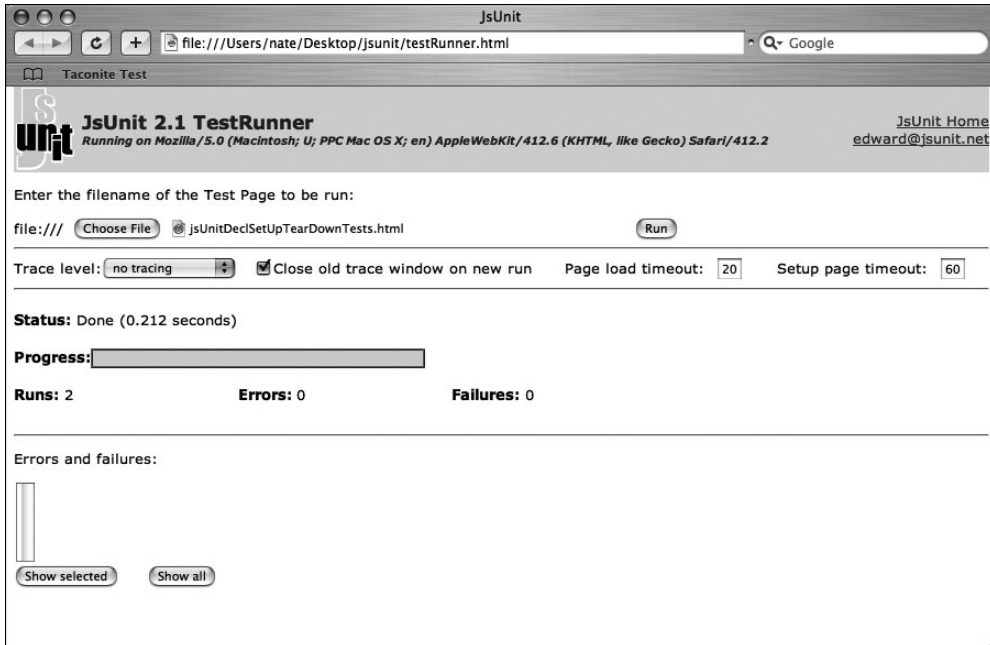 JsUnit
file:///Users/nate/Desktop/jsunit/testRunner.html
Google
Taconite Test
js unit
JsUnit 2.1 TestRunner
JsUnit Home
Running on Mozilla/5.0 (Macintosh; U; PPC Mac OS X; en) AppleWebKit/412.6 (KHTML, like Gecko) Safari/412.2
edward@jsunit.net
Enter the filename of the Test Page to be run:
file:/// Choose File jsUnitDeclSetUpTearDownTests.html Run
Trace level: no tracing Close old trace window on new run Page load timeout: 20 Setup page timeout: 60
Status: Done (0.212 seconds)
Progress:
Runs: 2 Errors: 0 Failures: 0
Errors and failures:
Show selected Show all